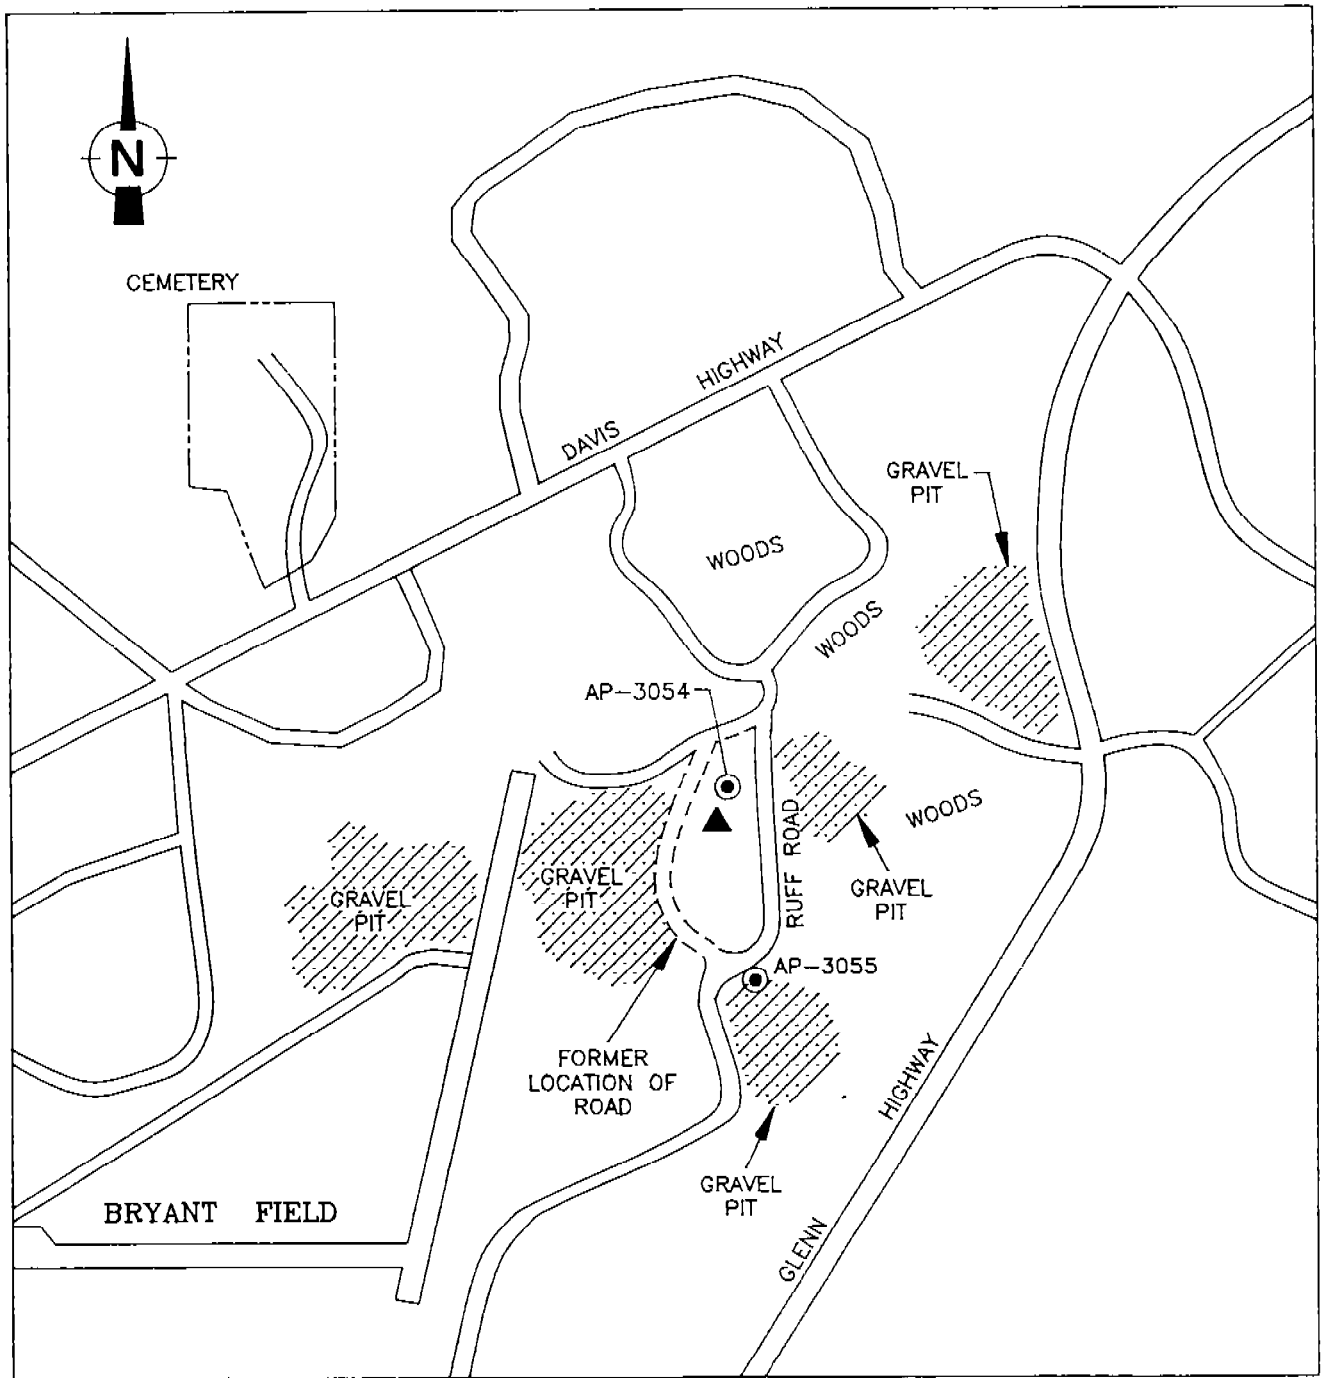 N
CEMETERY
DAVIS HIGHWAY
GRAVEL
PIT
WOODS
WOODS
AP-3054
WOODS
RUFF ROAD
GRAVEL
PIT
GRAVEL
PIT
GRAVEL
PIT
AP-3055
FORMER
LOCATION OF
ROAD
GRAVEL
PIT
BRYANT FIELD
GLENN HIGHWAY